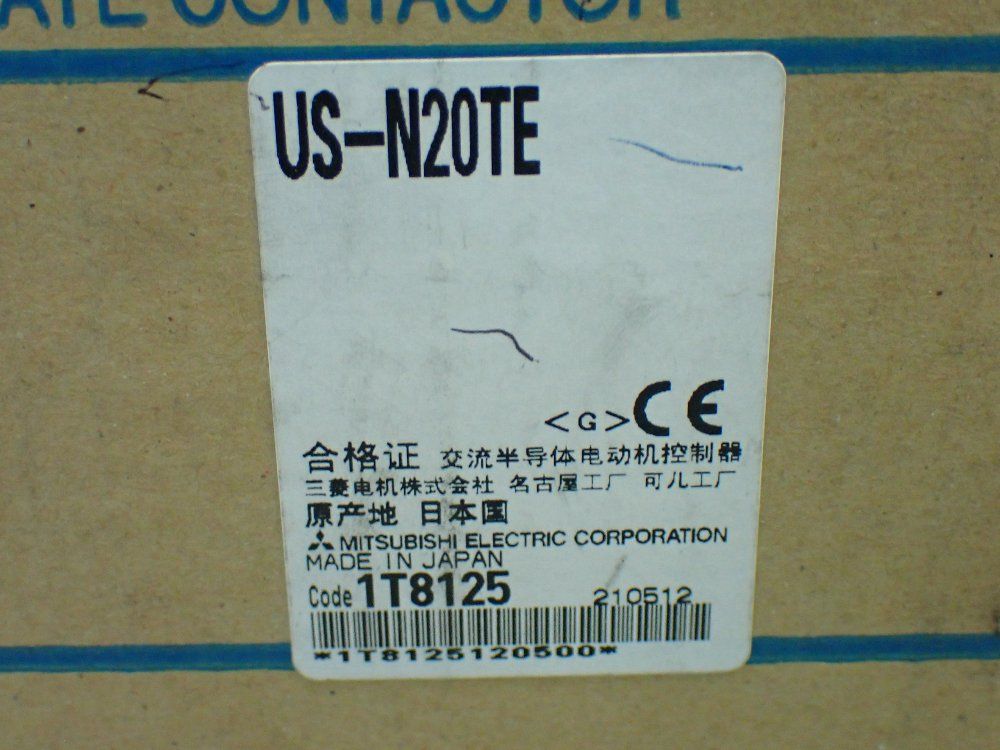 CONTACTOR
US-N20TE
<G> CE
合格证 交流半导体电动机控制器
三菱电机株式会社 名古屋工厂 可儿工厂
原产地 日本国
MITSUBISHI ELECTRIC CORPORATION
MADE IN JAPAN
Code 1T8125 210512
*1T8125120500*